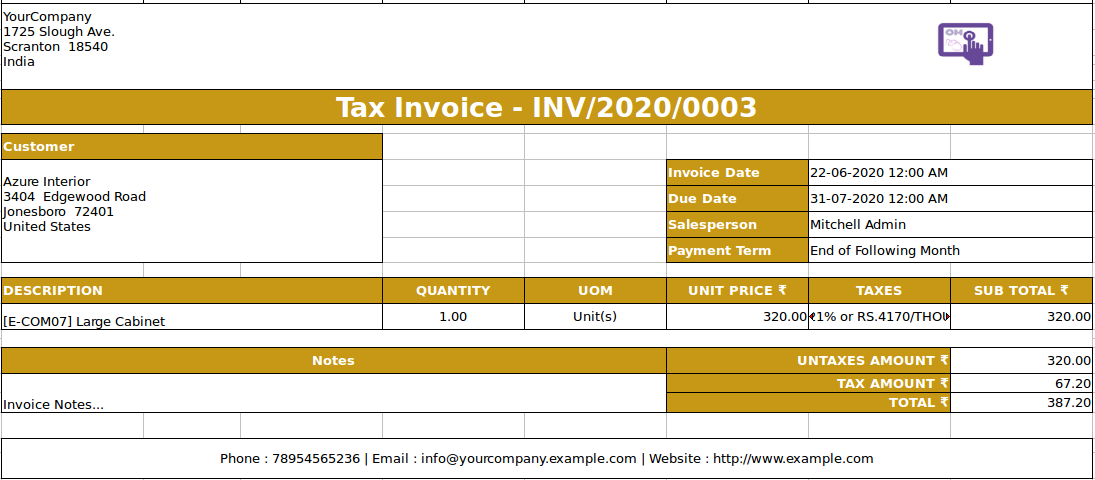 YourCompany
1725 Slough Ave.
Scranton 18540
India
Tax Invoice - INV/2020/0003
Customer
Azure Interior
3404 Edgewood Road
Jonesboro 72401
United States
Invoice Date 22-06-2020 12:00 AM
Due Date 31-07-2020 12:00 AM
Salesperson Mitchell Admin
Payment Term End of Following Month
DESCRIPTION QUANTITY UOM UNIT PRICE ₹ TAXES SUB TOTAL ₹
[E-COM07] Large Cabinet 1.00 Unit(s) 320.00 1% or RS.4170/THOU 320.00
Notes UNTAXES AMOUNT ₹ 320.00
TAX AMOUNT ₹ 67.20
Invoice Notes... TOTAL ₹ 387.20
Phone : 78954565236 | Email : info@yourcompany.example.com | Website : http://www.example.com